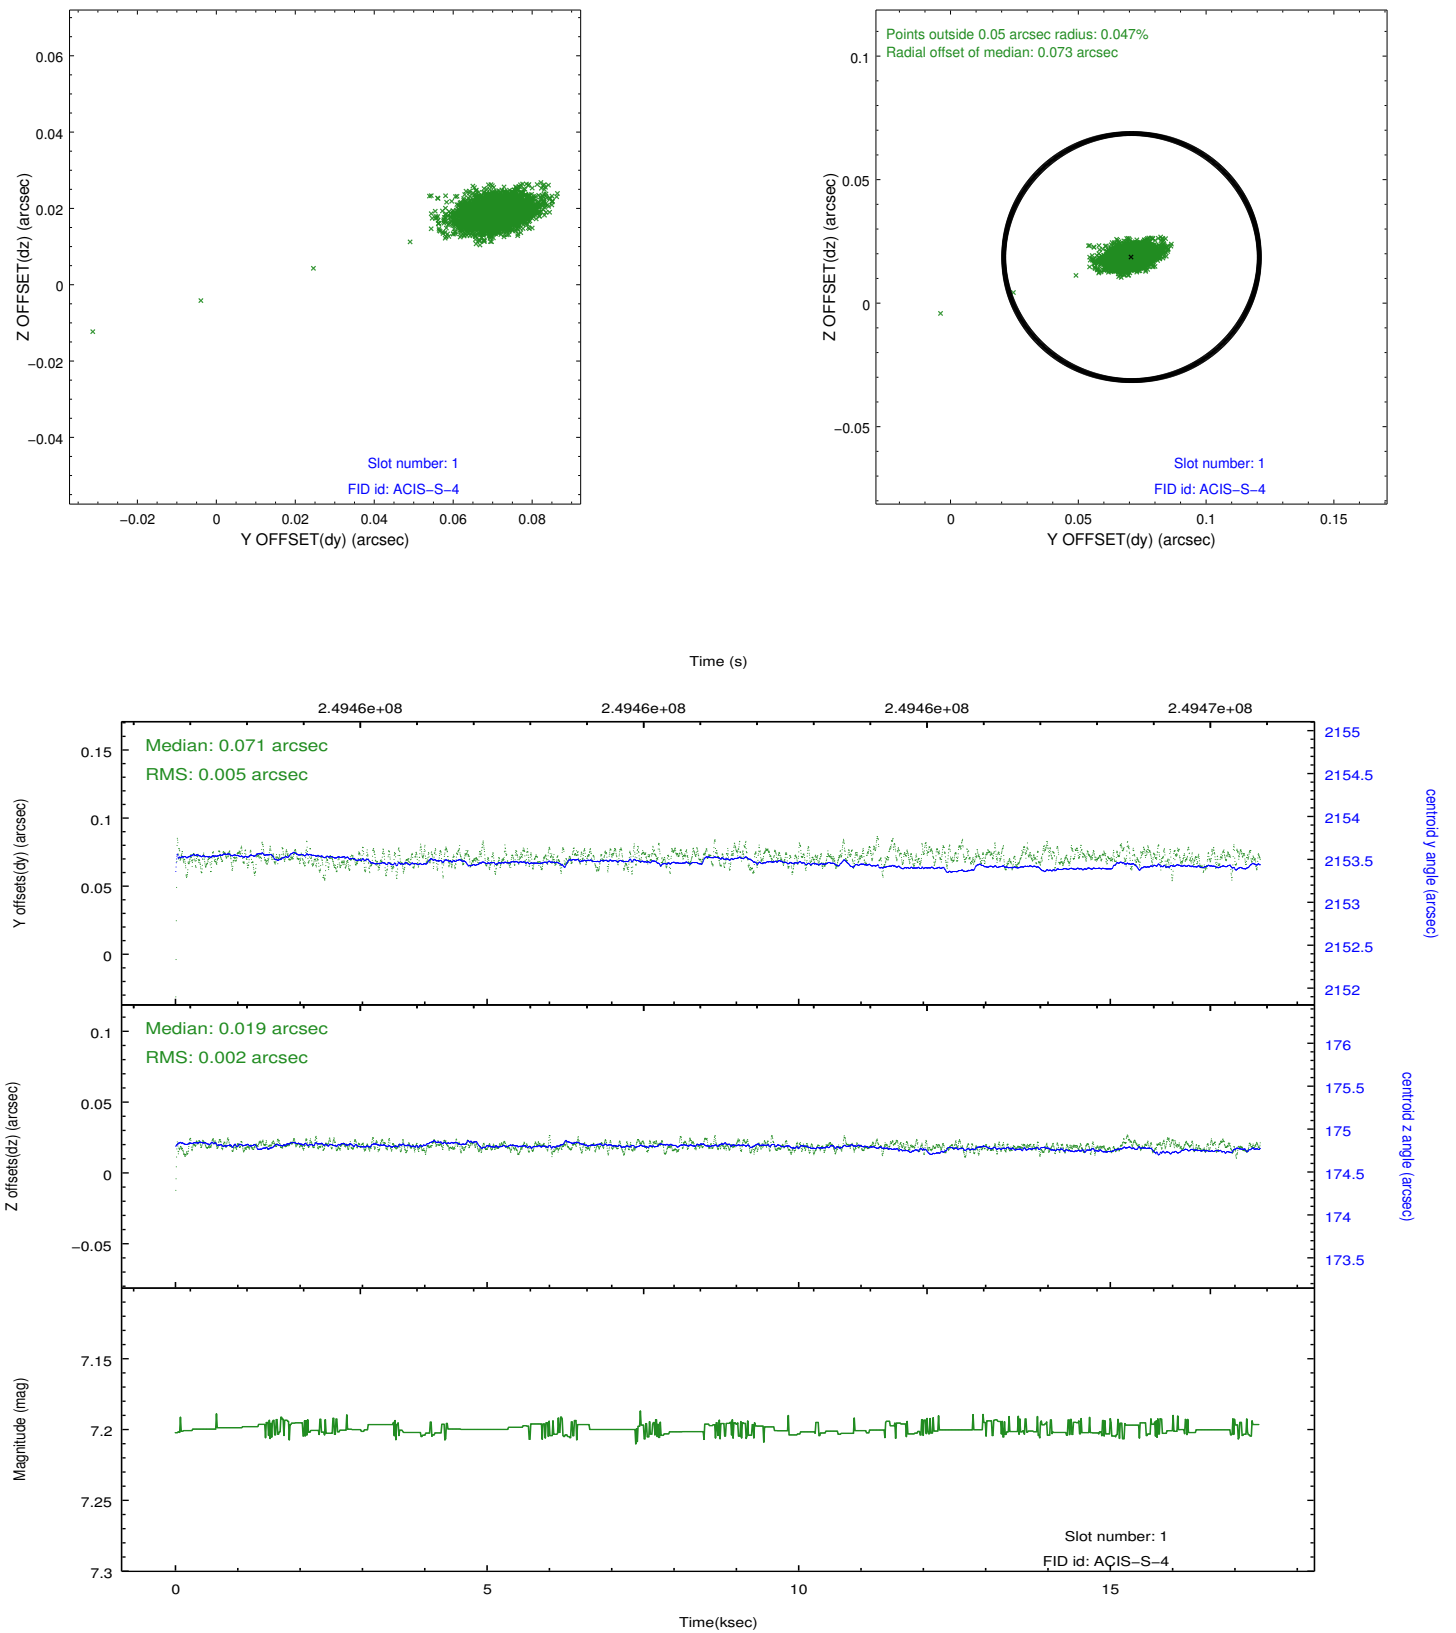 0.06
0.04
0.02
0
−0.02
−0.04
Z OFFSET(dz) (arcsec)
Slot number: 1
FID id: ACIS−S−4
−0.02
0
0.02
0.04
0.06
0.08
Y OFFSET(dy) (arcsec)
Points outside 0.05 arcsec radius: 0.047%
Radial offset of median: 0.073 arcsec
0.1
0.05
0
−0.05
Z OFFSET(dz) (arcsec)
Slot number: 1
FID id: ACIS−S−4
0
0.05
0.1
0.15
Y OFFSET(dy) (arcsec)
Time (s)
2.4946e+08
2.4946e+08
2.4946e+08
2.4947e+08
Median: 0.071 arcsec
RMS: 0.005 arcsec
0.15
0.1
0.05
0
Y offsets(dy) (arcsec)
2155
2154.5
2154
2153.5
2153
2152.5
2152
centroid y angle (arcsec)
Median: 0.019 arcsec
RMS: 0.002 arcsec
0.1
0.05
0
−0.05
Z offsets(dz) (arcsec)
176
175.5
175
174.5
174
173.5
centroid z angle (arcsec)
7.15
7.2
7.25
7.3
Magnitude (mag)
Slot number: 1
FID id: ACIS−S−4
0
5
10
15
Time(ksec)